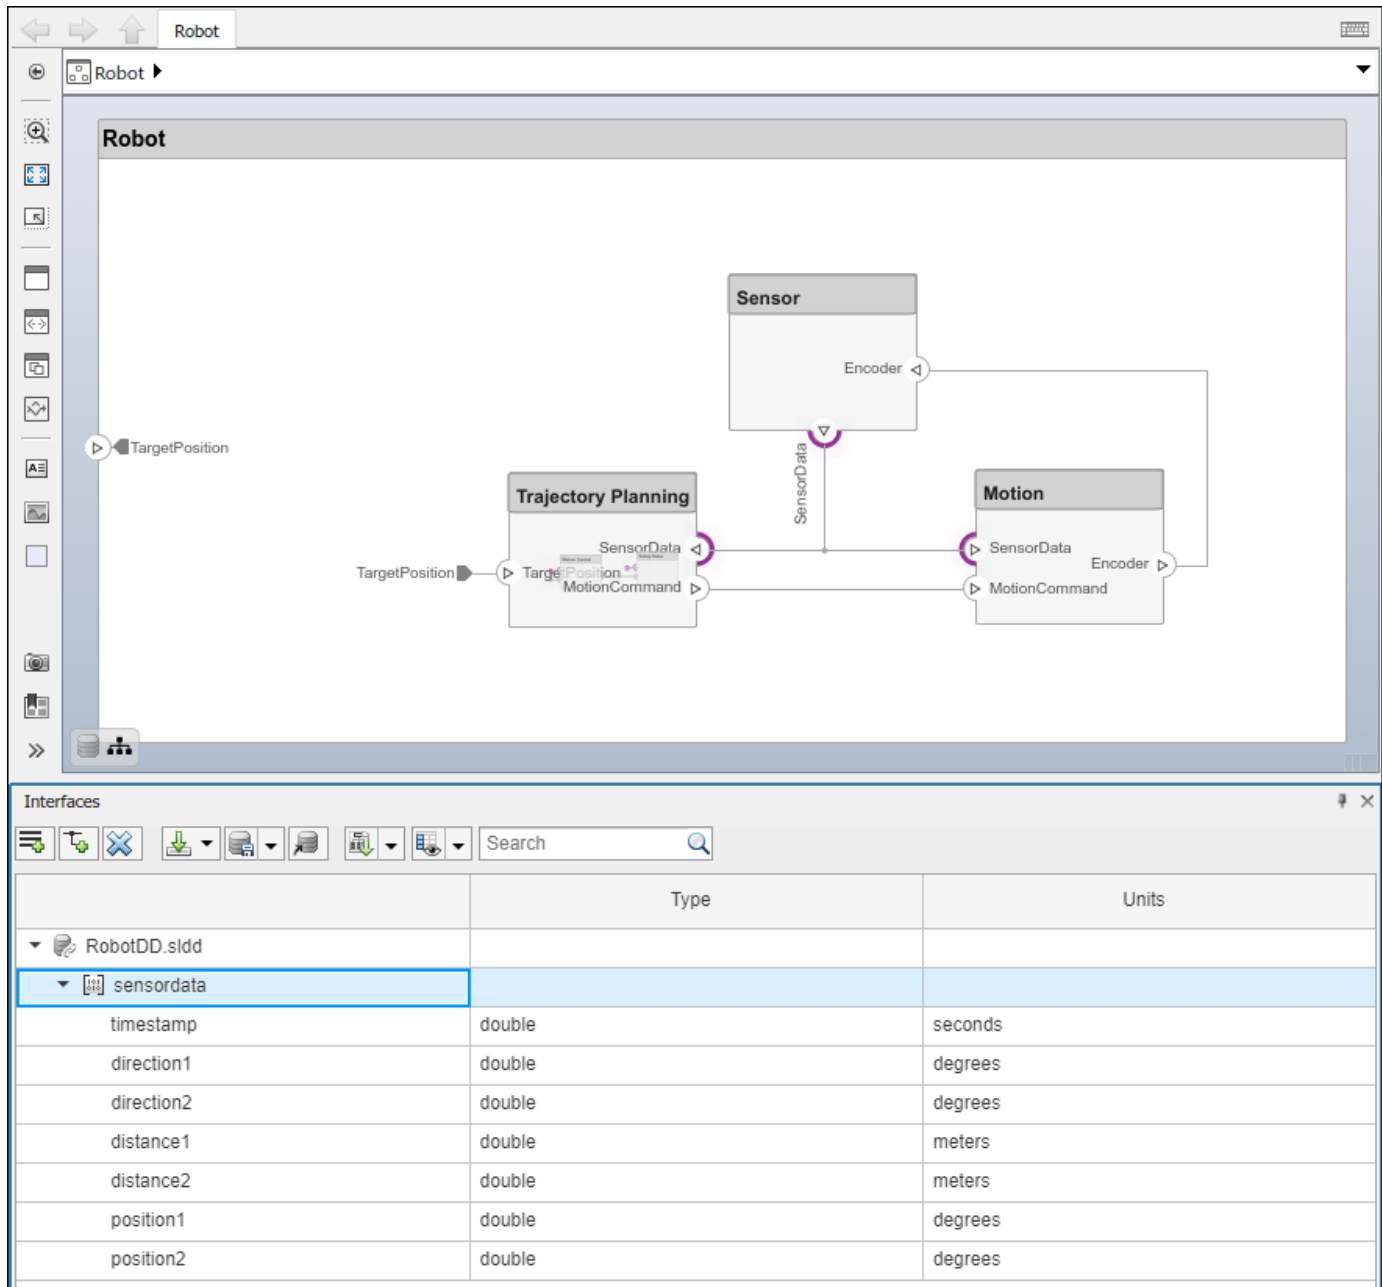 Robot
Robot
Robot
Sensor
Encoder
SensorData
TargetPosition
Trajectory Planning
SensorData
TargetPosition
TargetPosition
MotionCommand
Motion
SensorData
Encoder
MotionCommand
Interfaces
Search
Type Units
RobotDD.sldd
sensordata
timestamp double seconds
direction1 double degrees
direction2 double degrees
distance1 double meters
distance2 double meters
position1 double degrees
position2 double degrees